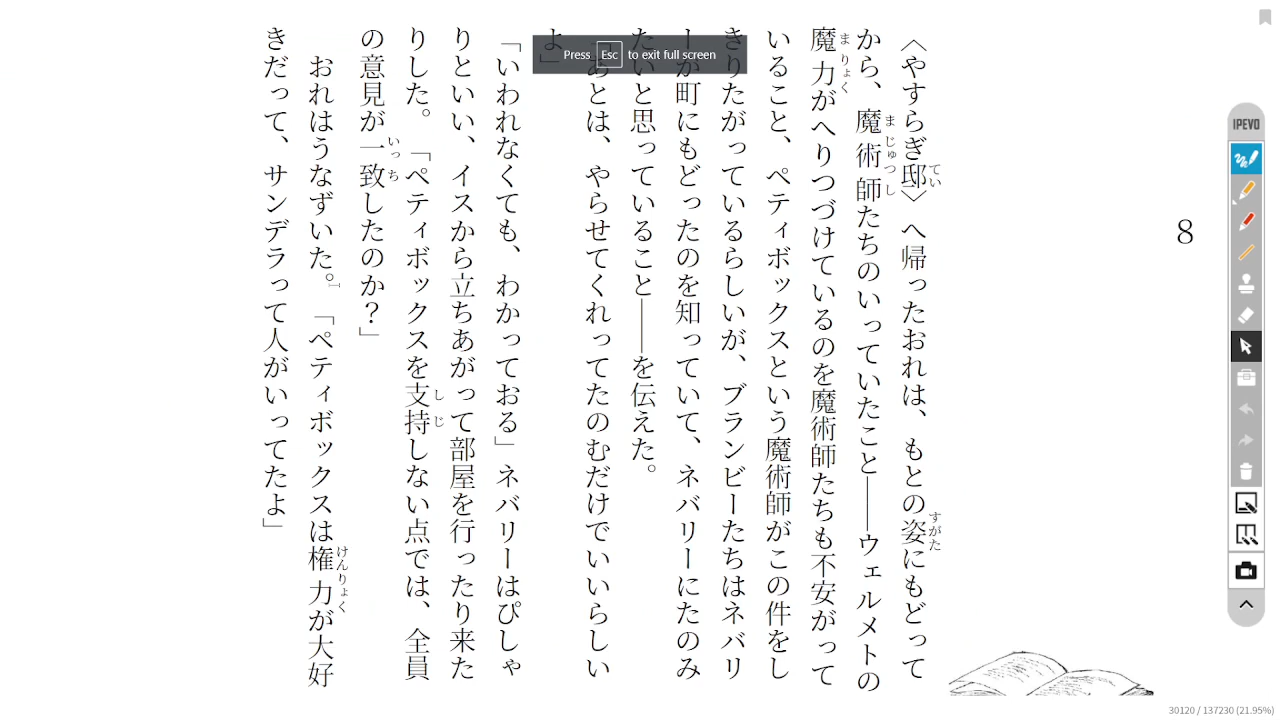 8
〈やすらぎ邸〉へ帰ったおれは、もとの姿にもどって
から、魔術師たちのいっていたこと――ウェルメトの
魔力がへりつづけているのを魔術師たちも不安がって
いること、ペティボックスという魔術師がこの件をし
きりたがっているらしいが、ブランビーたちはネバリ
ーが町にもどったのを知っていて、ネバリーにたのみ
たいと思っていること――を伝えた。
「あとは、やらせてくれってたのむだけでいいらしい
よ」
「いわれなくても、わかっておる」ネバリーはぴしゃ
りといい、イスから立ちあがって部屋を行ったり来た
りした。「ペティボックスを支持しない点では、全員
の意見が一致したのか？」
おれはうなずいた。「ペティボックスは権力が大好
きだって、サンデラって人がいってたよ」
Press Esc to exit full screen
IPEVO
30120 / 137230 (21.95%)